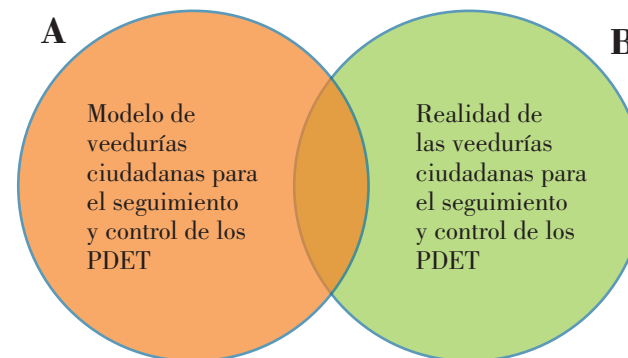 A
Modelo de
veedurías
ciudadanas para
el seguimiento
y control de los
PDET
B
Realidad de
las veedurías
ciudadanas para
el seguimiento
y control de los
PDET